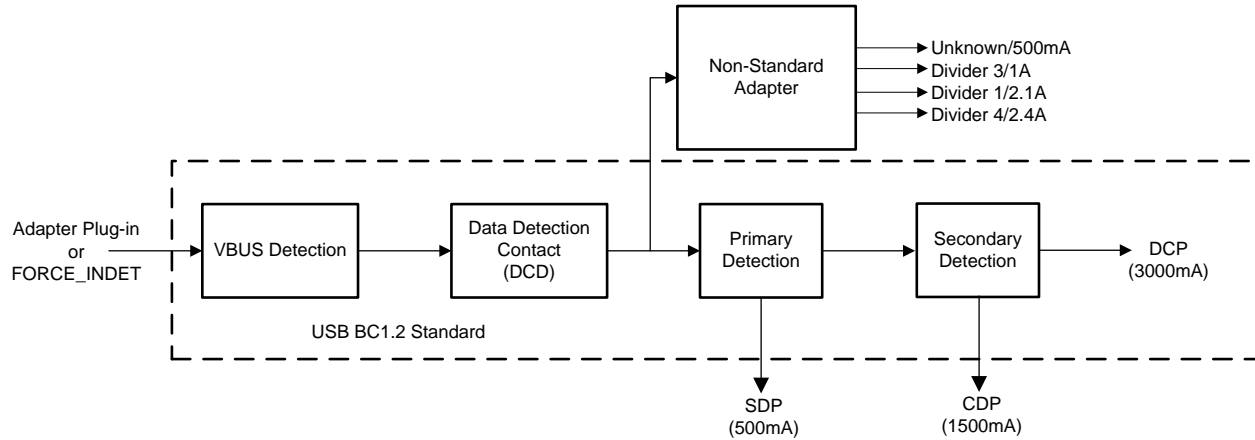 Non-Standard
Adapter
Unknown/500mA
Divider 3/1A
Divider 1/2.1A
Divider 4/2.4A
Adapter Plug-in
or
FORCE_INDET
VBUS Detection
Data Detection
Contact
(DCD)
Primary
Detection
Secondary
Detection
DCP
(3000mA)
USB BC1.2 Standard
SDP
(500mA)
CDP
(1500mA)